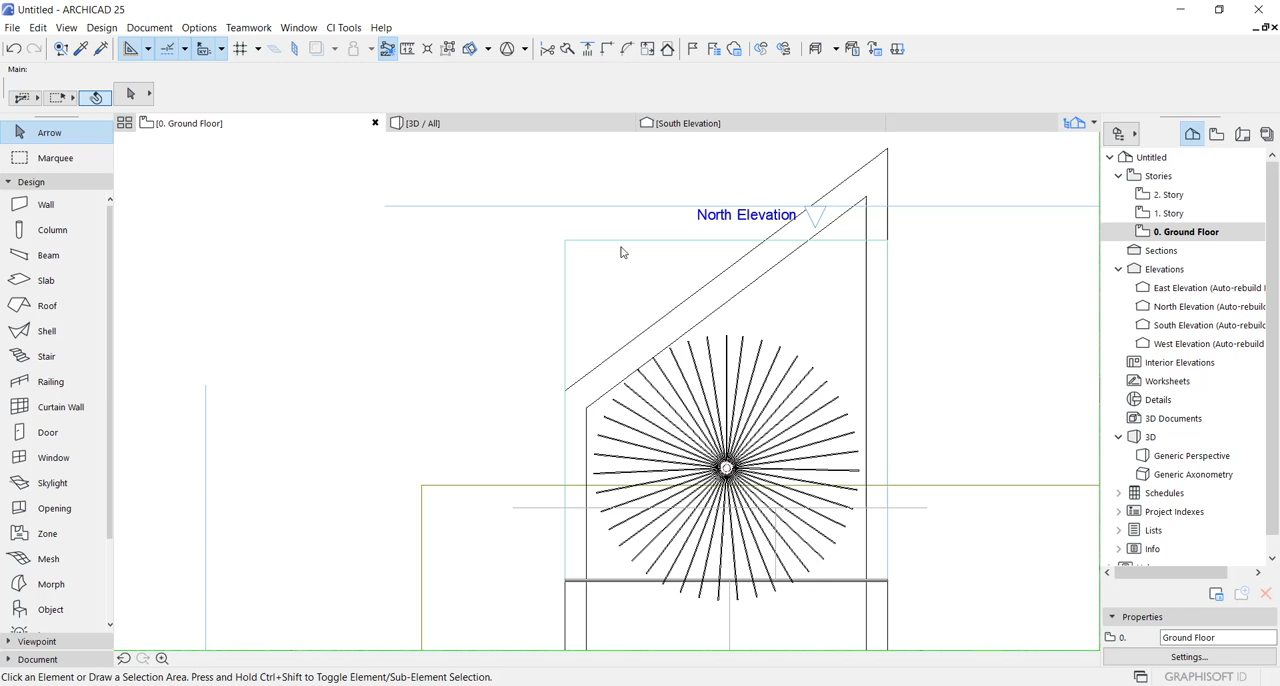 Untitled - ARCHICAD 25
File Edit View Design Document Options Teamwork Window CI Tools Help
Main:
[0. Ground Floor] [3D / All] [South Elevation]
Arrow
Marquee
Design
Wall
Column
Beam
Slab
Roof
Shell
Stair
Railing
Curtain Wall
Door
Window
Skylight
Opening
Zone
Mesh
Morph
Object
Viewpoint
Document
North Elevation
Untitled
Stories
2. Story
1. Story
0. Ground Floor
Sections
Elevations
East Elevation (Auto-rebuild
North Elevation (Auto-rebuild
South Elevation (Auto-rebuild
West Elevation (Auto-rebuild
Interior Elevations
Worksheets
Details
3D Documents
3D
Generic Perspective
Generic Axonometry
Schedules
Project Indexes
Lists
Info
Properties
0. Ground Floor
Settings...
Click an Element or Draw a Selection Area. Press and Hold Ctrl+Shift to Toggle Element/Sub-Element Selection.
GRAPHISOFT ID